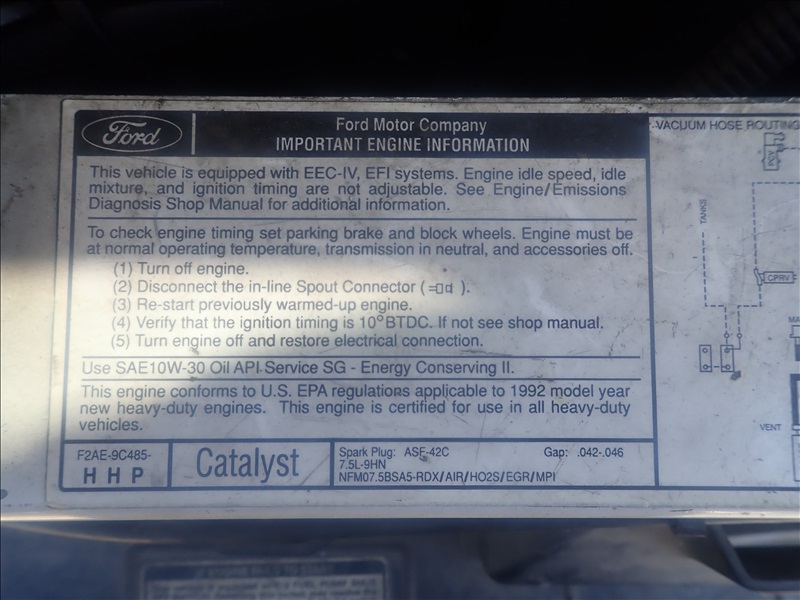 Ford
Ford Motor Company
IMPORTANT ENGINE INFORMATION
This vehicle is equipped with EEC-IV, EFI systems. Engine idle speed, idle
mixture, and ignition timing are not adjustable. See Engine/Emissions
Diagnosis Shop Manual for additional information.
To check engine timing set parking brake and block wheels. Engine must be
at normal operating temperature, transmission in neutral, and accessories off.
(1) Turn off engine.
(2) Disconnect the in-line Spout Connector ( ).
(3) Re-start previously warmed-up engine.
(4) Verify that the ignition timing is 10° BTDC. If not see shop manual.
(5) Turn engine off and restore electrical connection.
Use SAE10W-30 Oil API Service SG - Energy Conserving II.
This engine conforms to U.S. EPA regulations applicable to 1992 model year
new heavy-duty engines. This engine is certified for use in all heavy-duty
vehicles.
F2AE-9C485-
HHP
Catalyst
Spark Plug: ASF-42C Gap: .042-.046
7.5L-9HN
NFM07.5BSA5-RDX/AIR/HO2S/EGR/MPI
VACUUM HOSE ROUTING
PCV
TANKS
CPRV
MA
VENT